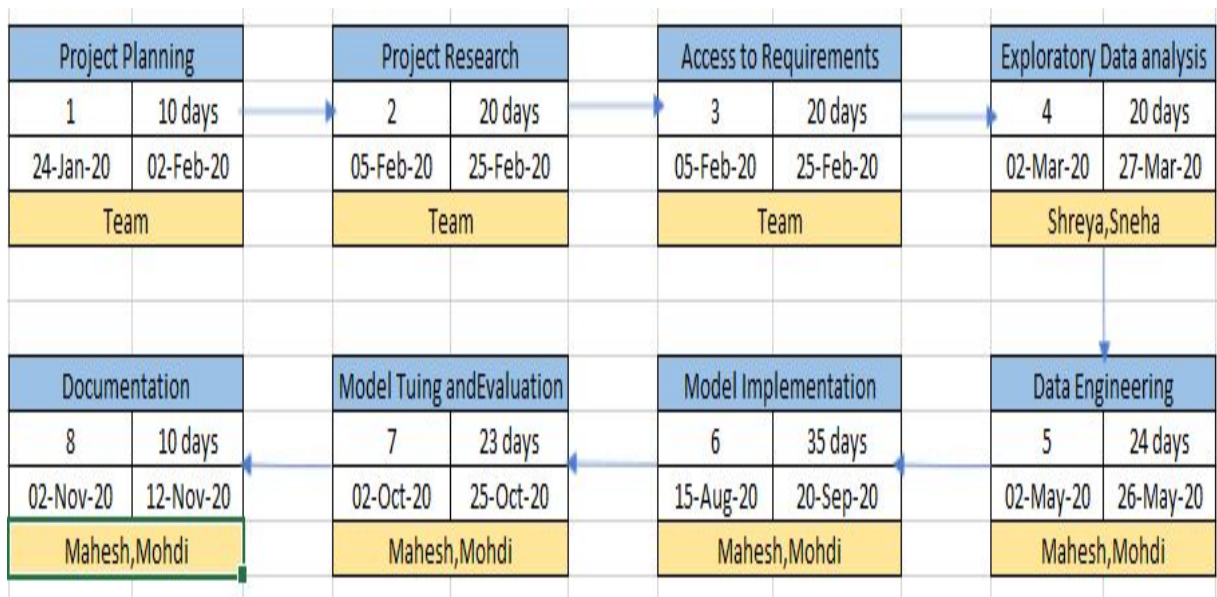 Project Planning
1 10 days
24-Jan-20 02-Feb-20
Team
Project Research
2 20 days
05-Feb-20 25-Feb-20
Team
Access to Requirements
3 20 days
05-Feb-20 25-Feb-20
Team
Exploratory Data analysis
4 20 days
02-Mar-20 27-Mar-20
Shreya,Sneha
Documentation
8 10 days
02-Nov-20 12-Nov-20
Mahesh,Mohdi
Model Tuing andEvaluation
7 23 days
02-Oct-20 25-Oct-20
Mahesh,Mohdi
Model Implementation
6 35 days
15-Aug-20 20-Sep-20
Mahesh,Mohdi
Data Engineering
5 24 days
02-May-20 26-May-20
Mahesh,Mohdi